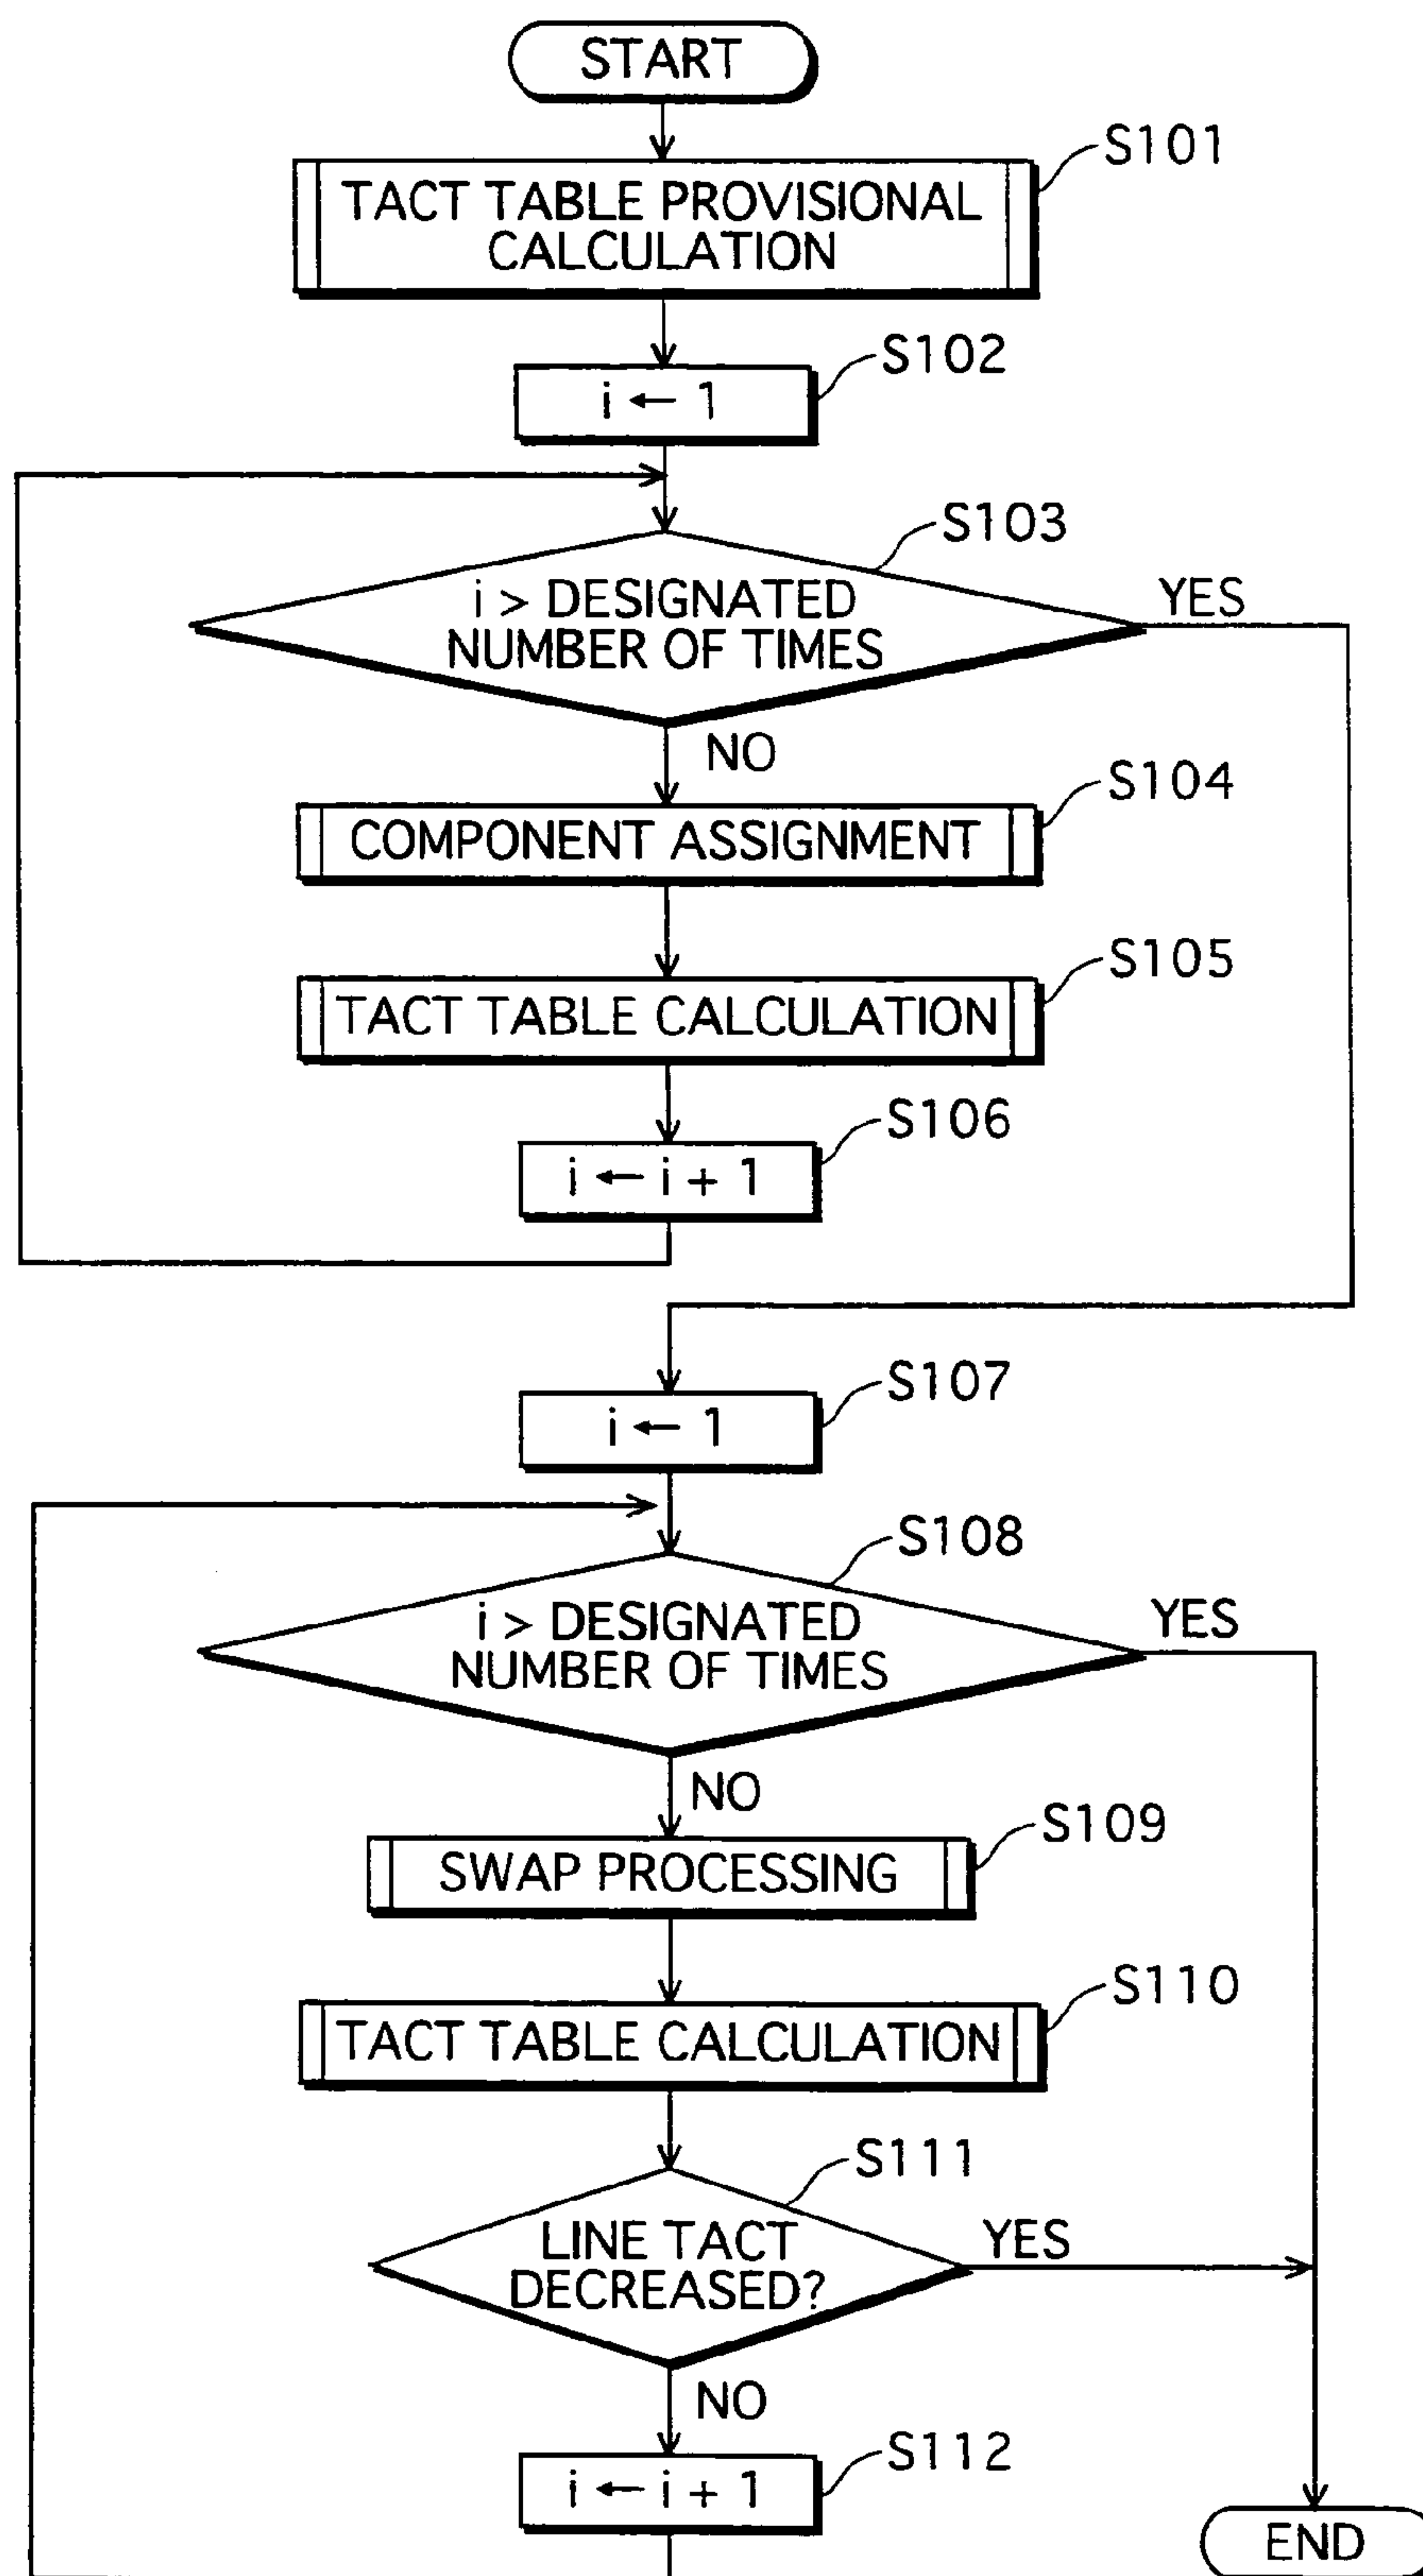 START
S101
TACT TABLE PROVISIONAL
CALCULATION
S102
i ← 1
S103
i > DESIGNATED
NUMBER OF TIMES
YES
NO
S104
COMPONENT ASSIGNMENT
S105
TACT TABLE CALCULATION
S106
i ← i + 1
S107
i ← 1
S108
i > DESIGNATED
NUMBER OF TIMES
YES
NO
S109
SWAP PROCESSING
S110
TACT TABLE CALCULATION
S111
LINE TACT
DECREASED?
YES
NO
S112
i ← i + 1
END